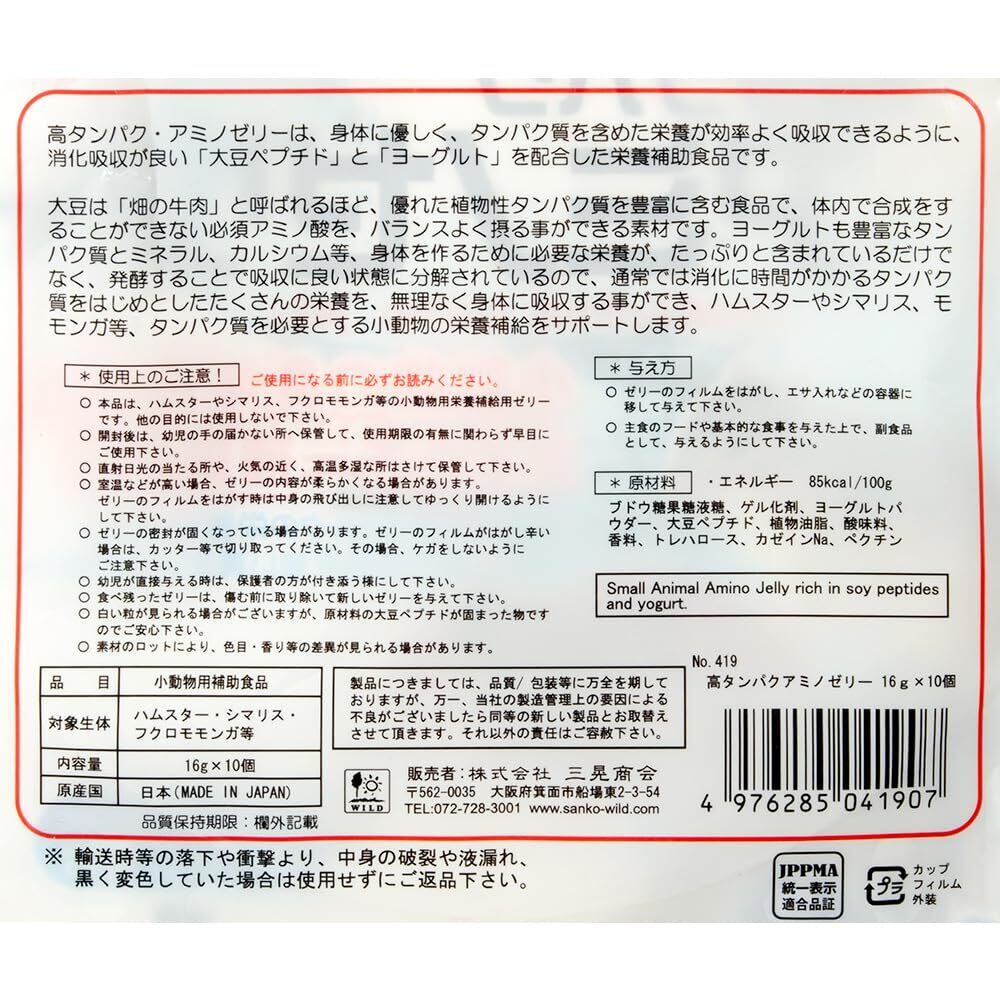 高タンパク・アミノゼリーは、身体に優しく、タンパク質を含めた栄養が効率よく吸収できるように、
消化吸収が良い「大豆ペプチド」と「ヨーグルト」を配合した栄養補助食品です。
大豆は「畑の牛肉」と呼ばれるほど、優れた植物性タンパク質を豊富に含む食品で、体内で合成をす
ることができない必須アミノ酸を、バランスよく摂る事ができる素材です。ヨーグルトも豊富なタン
パク質とミネラル、カルシウム等、身体を作るために必要な栄養が、たっぷりと含まれているだけで
なく、発酵することで吸収に良い状態に分解されているので、通常では消化に時間がかかるタンパク
質をはじめとしたたくさんの栄養を、無理なく身体に吸収する事ができ、ハムスターやシマリス、モ
モンガ等、タンパク質を必要とする小動物の栄養補給をサポートします。
＊ 使用上のご注意！ ご使用になる前に必ずお読みください。
○ 本品は、ハムスターやシマリス、フクロモモンガ等の小動物用栄養補給用ゼリー
です。他の目的には使用しないで下さい。
○ 開封後は、幼児の手の届かない所へ保管して、使用期限の有無に関わらず早目に
ご使用下さい。
○ 直射日光の当たる所や、火気の近く、高温多湿な所はさけて保管して下さい。
○ 室温などが高い場合、ゼリーの内容が柔らかくなる場合があります。
ゼリーのフィルムをはがす時は中身の飛び出しに注意してゆっくり開けるように
して下さい。
○ ゼリーの密封が固くなっている場合があります。ゼリーのフィルムがはがし辛い
場合は、カッター等で切り取ってください。その場合、ケガをしないように
ご注意下さい。
○ 幼児が直接与える時は、保護者の方が付き添う様にして下さい。
○ 食べ残ったゼリーは、傷む前に取り除いて新しいゼリーを与えて下さい。
○ 白い粒が見られる場合がございますが、原材料の大豆ペプチドが固まった物です
のでご安心下さい。
○ 素材のロットにより、色目・香り等の差異が見られる場合があります。
＊ 与え方
○ ゼリーのフィルムをはがし、エサ入れなどの容器に
移して与えて下さい。
○ 主食のフードや基本的な食事を与えた上で、副食品
として、与えるようにして下さい。
＊ 原材料 ・エネルギー 85kcal/100g
ブドウ糖果糖液糖、ゲル化剤、ヨーグルトパ
ウダー、大豆ペプチド、植物油脂、酸味料、
香料、トレハロース、カゼインNa、ペクチン
Small Animal Amino Jelly rich in soy peptides
and yogurt.
品 目 小動物用補助食品
対象生体 ハムスター・シマリス・
フクロモモンガ等
内容量 16g×10個
原産国 日本(MADE IN JAPAN)
品質保持期限：欄外記載
製品につきましては、品質/ 包装等に万全を期して
おりますが、万一、当社の製造管理上の要因による
不良がございましたら同等の新しい製品とお取替え
させて頂きます。それ以外の責任はご容赦下さい。
WILD
販売者：株式会社 三晃商会
〒562-0035 大阪府箕面市船場東2-3-54
TEL:072-728-3001 www.sanko-wild.com
No.419
高タンパクアミノゼリー 16g×10個
4 976285 041907
※ 輸送時等の落下や衝撃より、中身の破裂や液漏れ、
黒く変色していた場合は使用せずにご返品下さい。
JPPMA
統一表示
適合品証
プラ
カップ
フィルム
外装